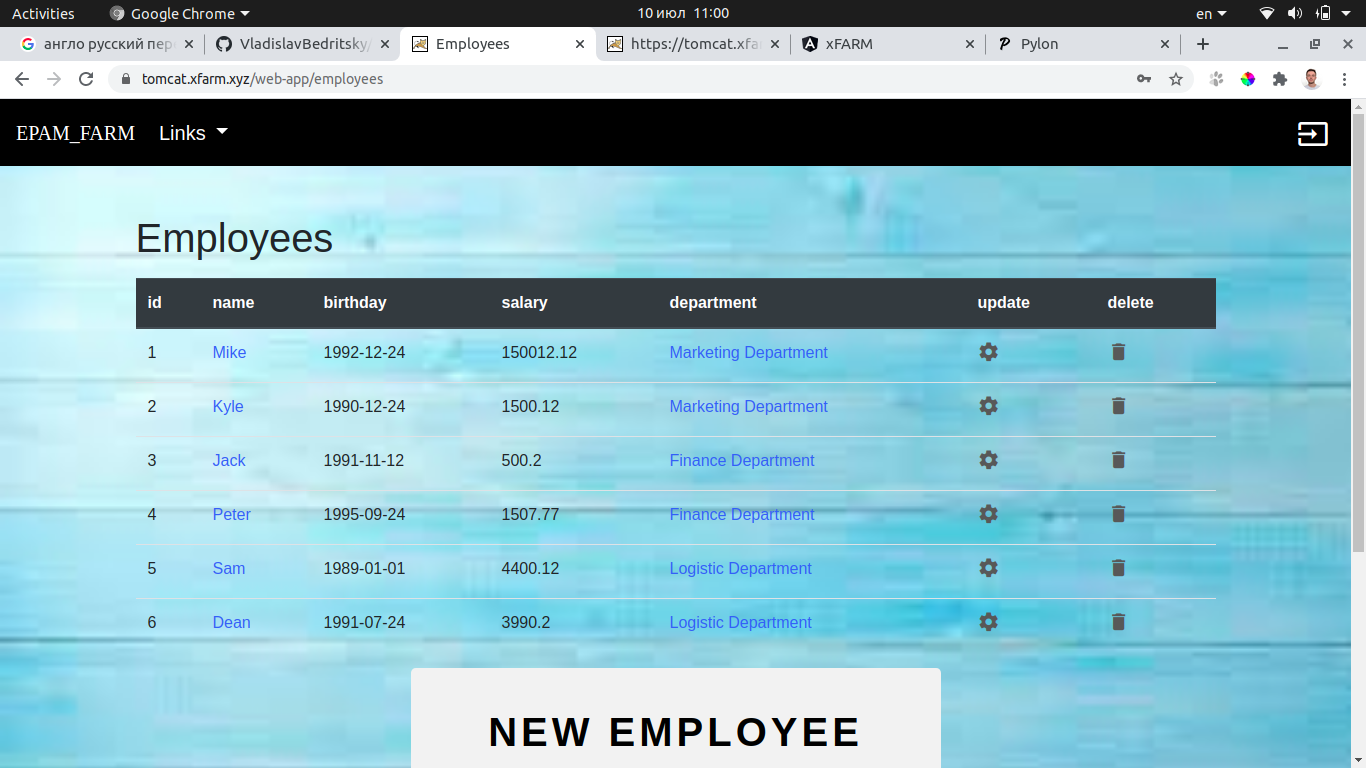 Activities Google Chrome 10 июл 11:00 en
англо русский пер VladislavBedritsky/ Employees https://tomcat.xfa xFARM Pylon
tomcat.xfarm.xyz/web-app/employees
EPAM_FARM Links
Employees
id name birthday salary department update delete
1 Mike 1992-12-24 150012.12 Marketing Department
2 Kyle 1990-12-24 1500.12 Marketing Department
3 Jack 1991-11-12 500.2 Finance Department
4 Peter 1995-09-24 1507.77 Finance Department
5 Sam 1989-01-01 4400.12 Logistic Department
6 Dean 1991-07-24 3990.2 Logistic Department
NEW EMPLOYEE